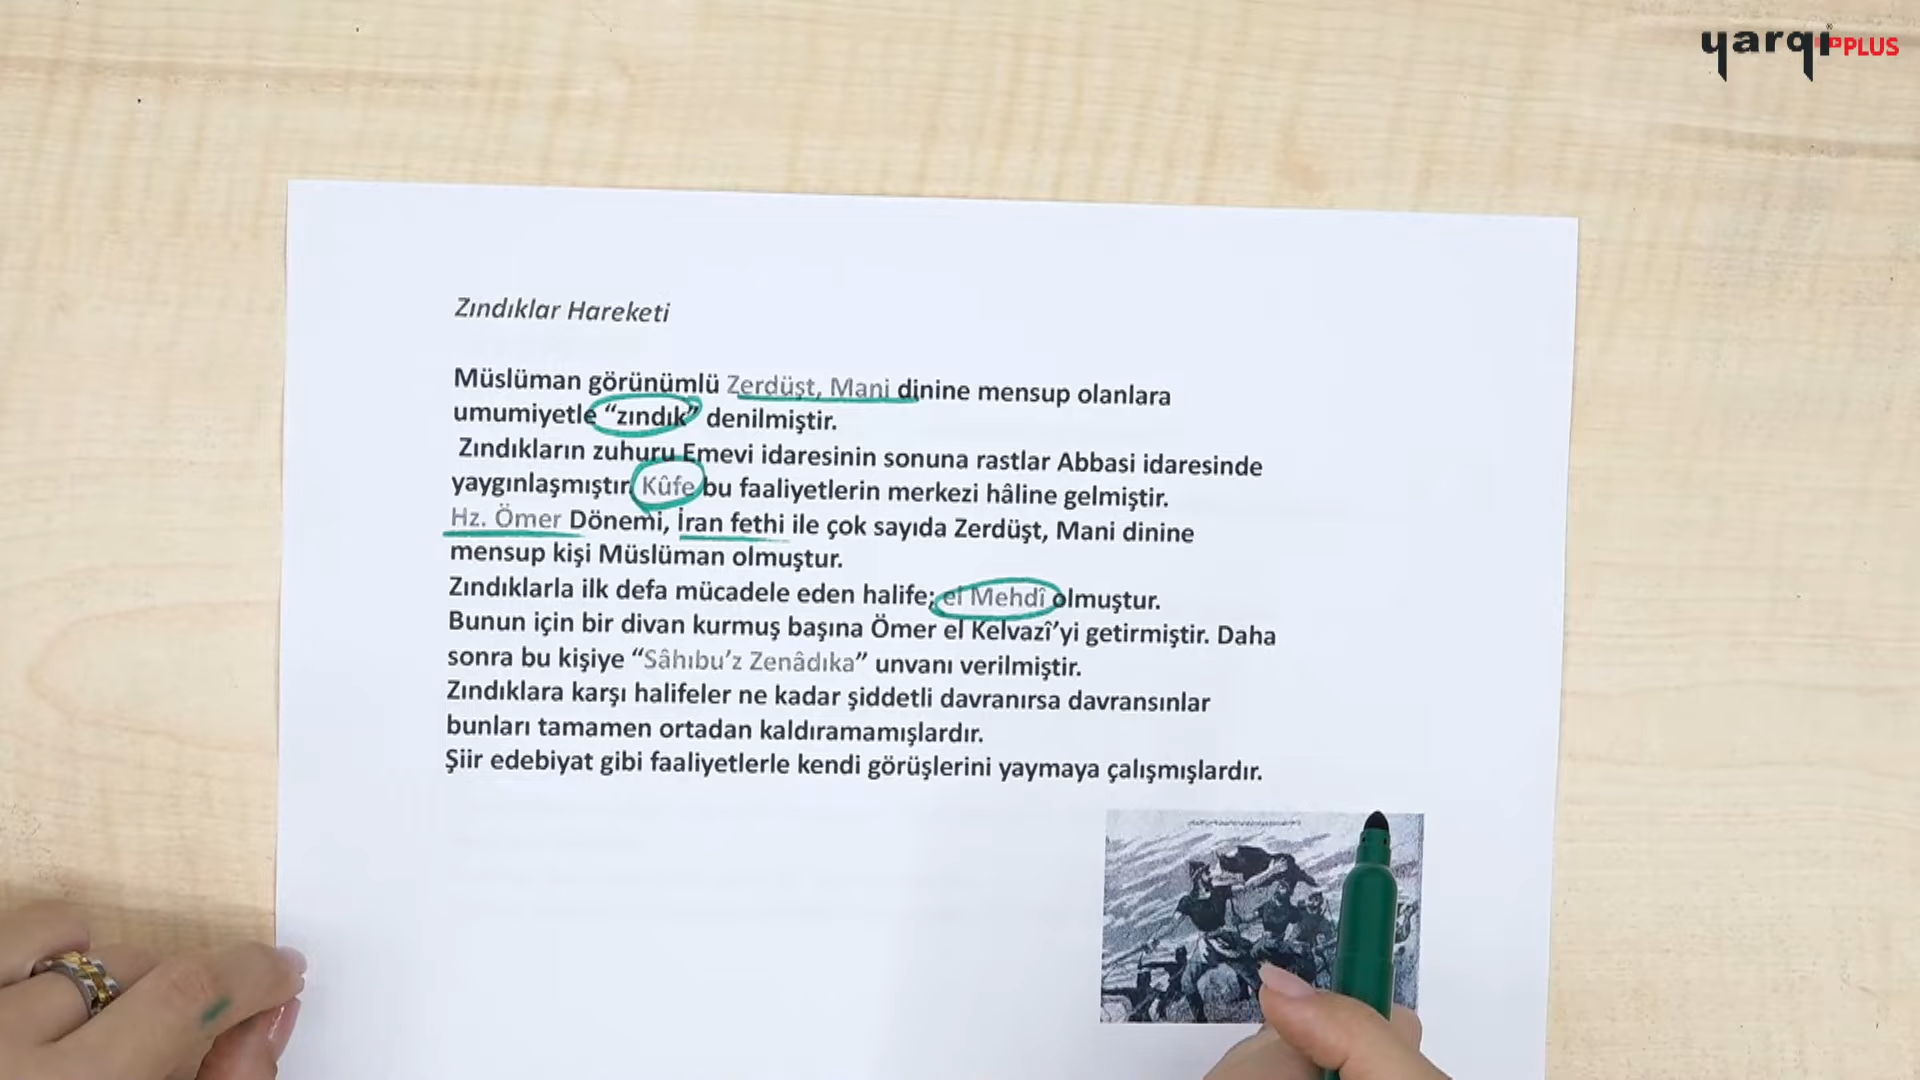 yarqi PLUS
Zındıklar Hareketi
Müslüman görünümlü Zerdüşt, Mani dinine mensup olanlara
umumiyetle “zındık” denilmiştir.
Zındıkların zuhuru Emevi idaresinin sonuna rastlar Abbasi idaresinde
yaygınlaşmıştır. Kûfe bu faaliyetlerin merkezi hâline gelmiştir.
Hz. Ömer Dönemi, İran fethi ile çok sayıda Zerdüşt, Mani dinine
mensup kişi Müslüman olmuştur.
Zındıklarla ilk defa mücadele eden halife; el Mehdî olmuştur.
Bunun için bir divan kurmuş başına Ömer el Kelvazî’yi getirmiştir. Daha
sonra bu kişiye “Sâhıbu’z Zenâdıka” unvanı verilmiştir.
Zındıklara karşı halifeler ne kadar şiddetli davranırsa davransınlar
bunları tamamen ortadan kaldıramamışlardır.
Şiir edebiyat gibi faaliyetlerle kendi görüşlerini yaymaya çalışmışlardır.